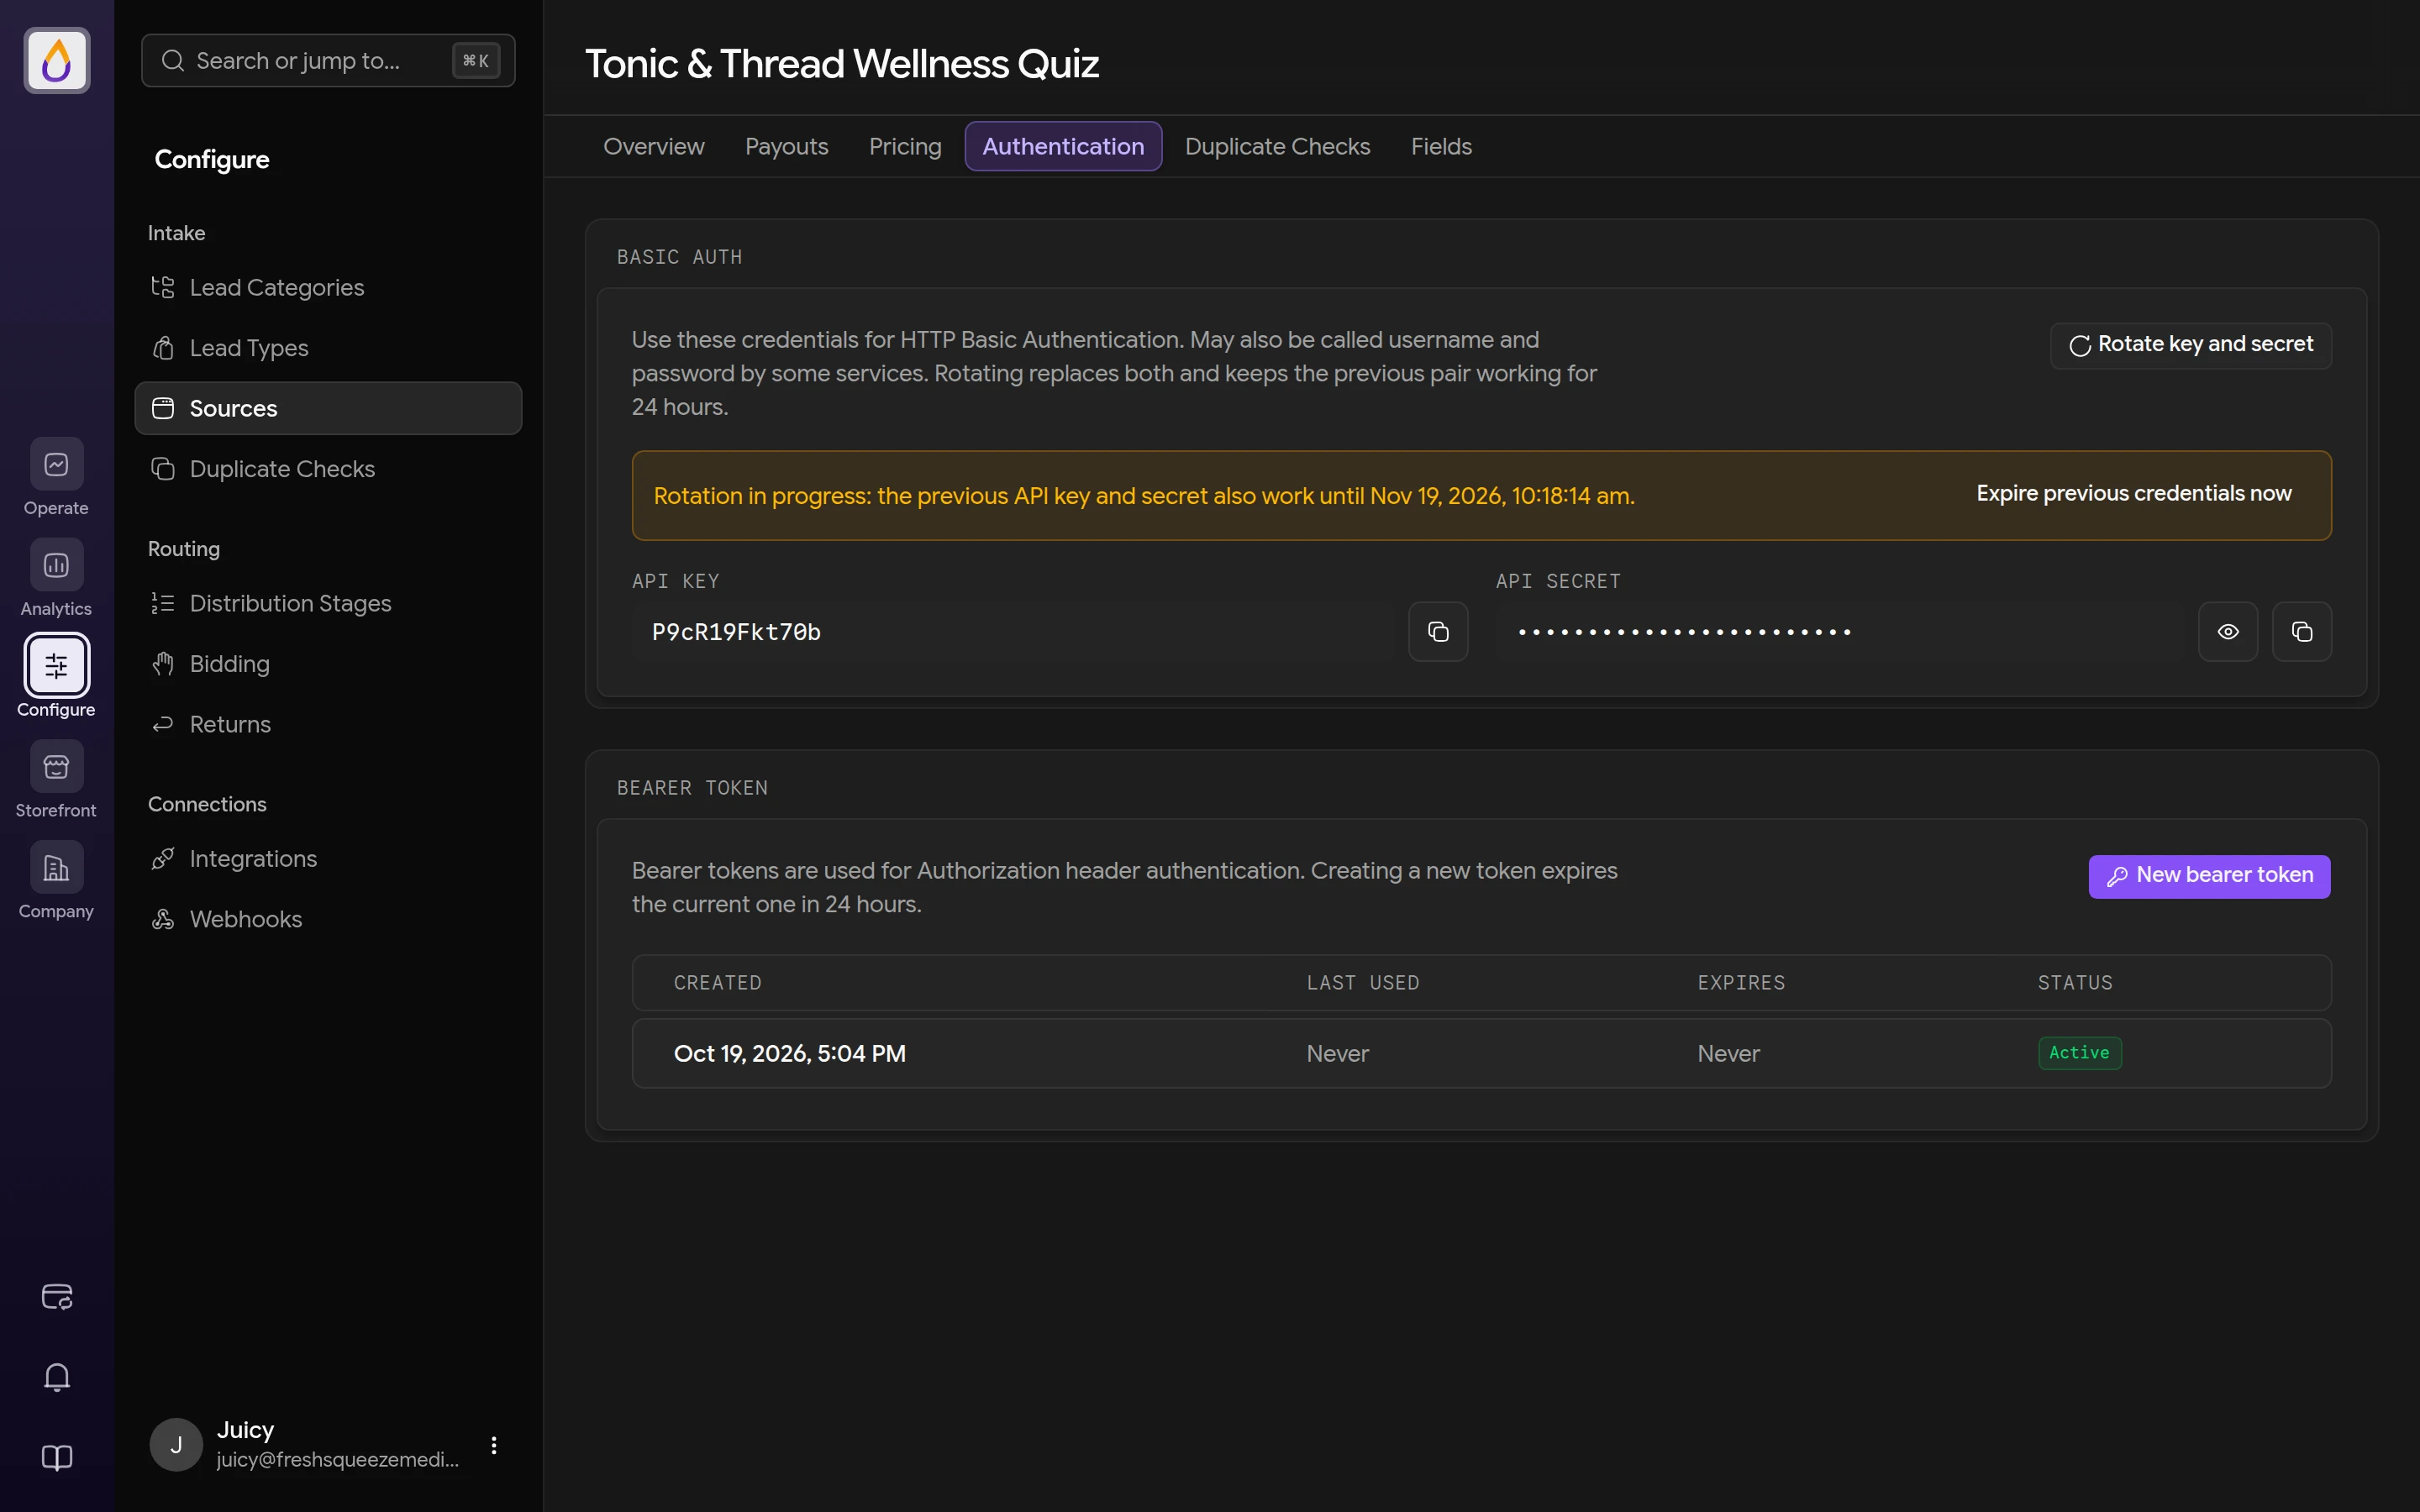 Search or jump to...
⌘K
Configure
Intake
Lead Categories
Lead Types
Sources
Duplicate Checks
Routing
Distribution Stages
Bidding
Returns
Connections
Integrations
Webhooks
Operate
Analytics
Configure
Storefront
Company
J
Juicy
juicy@freshsqueezemedi...
Tonic & Thread Wellness Quiz
Overview
Payouts
Pricing
Authentication
Duplicate Checks
Fields
BASIC AUTH
Use these credentials for HTTP Basic Authentication. May also be called username and
password by some services. Rotating replaces both and keeps the previous pair working for
24 hours.
Rotate key and secret
Rotation in progress: the previous API key and secret also work until Nov 19, 2026, 10:18:14 am.
Expire previous credentials now
API KEY
P9cR19Fkt70b
API SECRET
••••••••••••••••••••••••
BEARER TOKEN
Bearer tokens are used for Authorization header authentication. Creating a new token expires
the current one in 24 hours.
New bearer token
CREATED LAST USED EXPIRES STATUS
Oct 19, 2026, 5:04 PM Never Never Active